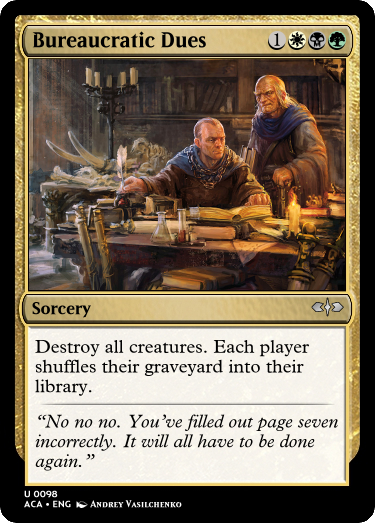 Bureaucratic Dues 1
Sorcery
Destroy all creatures. Each player
shuffles their graveyard into their
library.
“No no no. You’ve filled out page seven
incorrectly. It will all have to be done
again.”
U 0098
ACA • ENG Andrey Vasilchenko